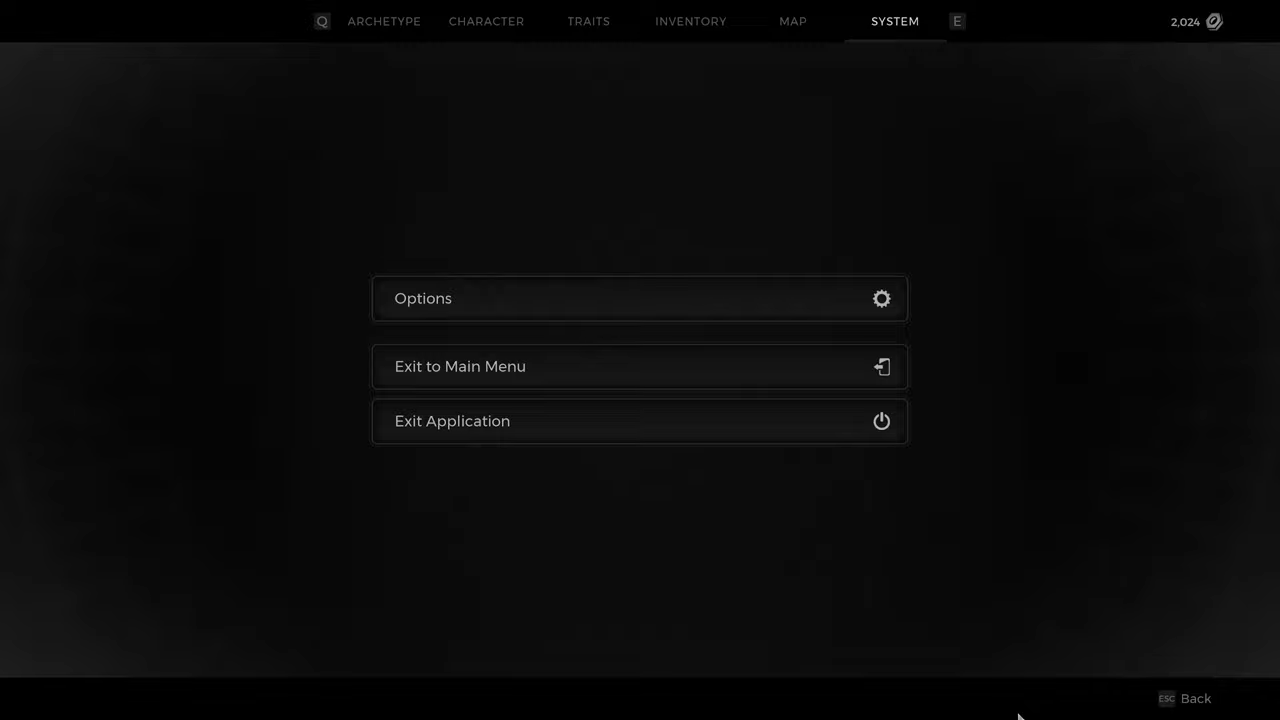 Q ARCHETYPE CHARACTER TRAITS INVENTORY MAP SYSTEM E 2,024
Options
Exit to Main Menu
Exit Application
ESC Back